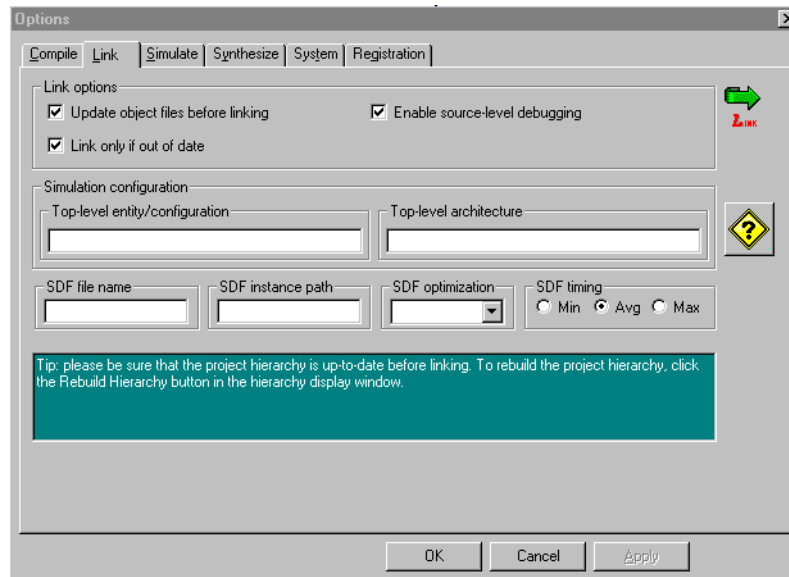 Options
Compile Link Simulate Synthesize System Registration
Link options
Update object files before linking Enable source-level debugging
Link only if out of date
LINK
Simulation configuration
Top-level entity/configuration Top-level architecture
SDF file name SDF instance path SDF optimization SDF timing
Min Avg Max
Tip: please be sure that the project hierarchy is up-to-date before linking. To rebuild the project hierarchy, click
the Rebuild Hierarchy button in the hierarchy display window.
OK Cancel Apply